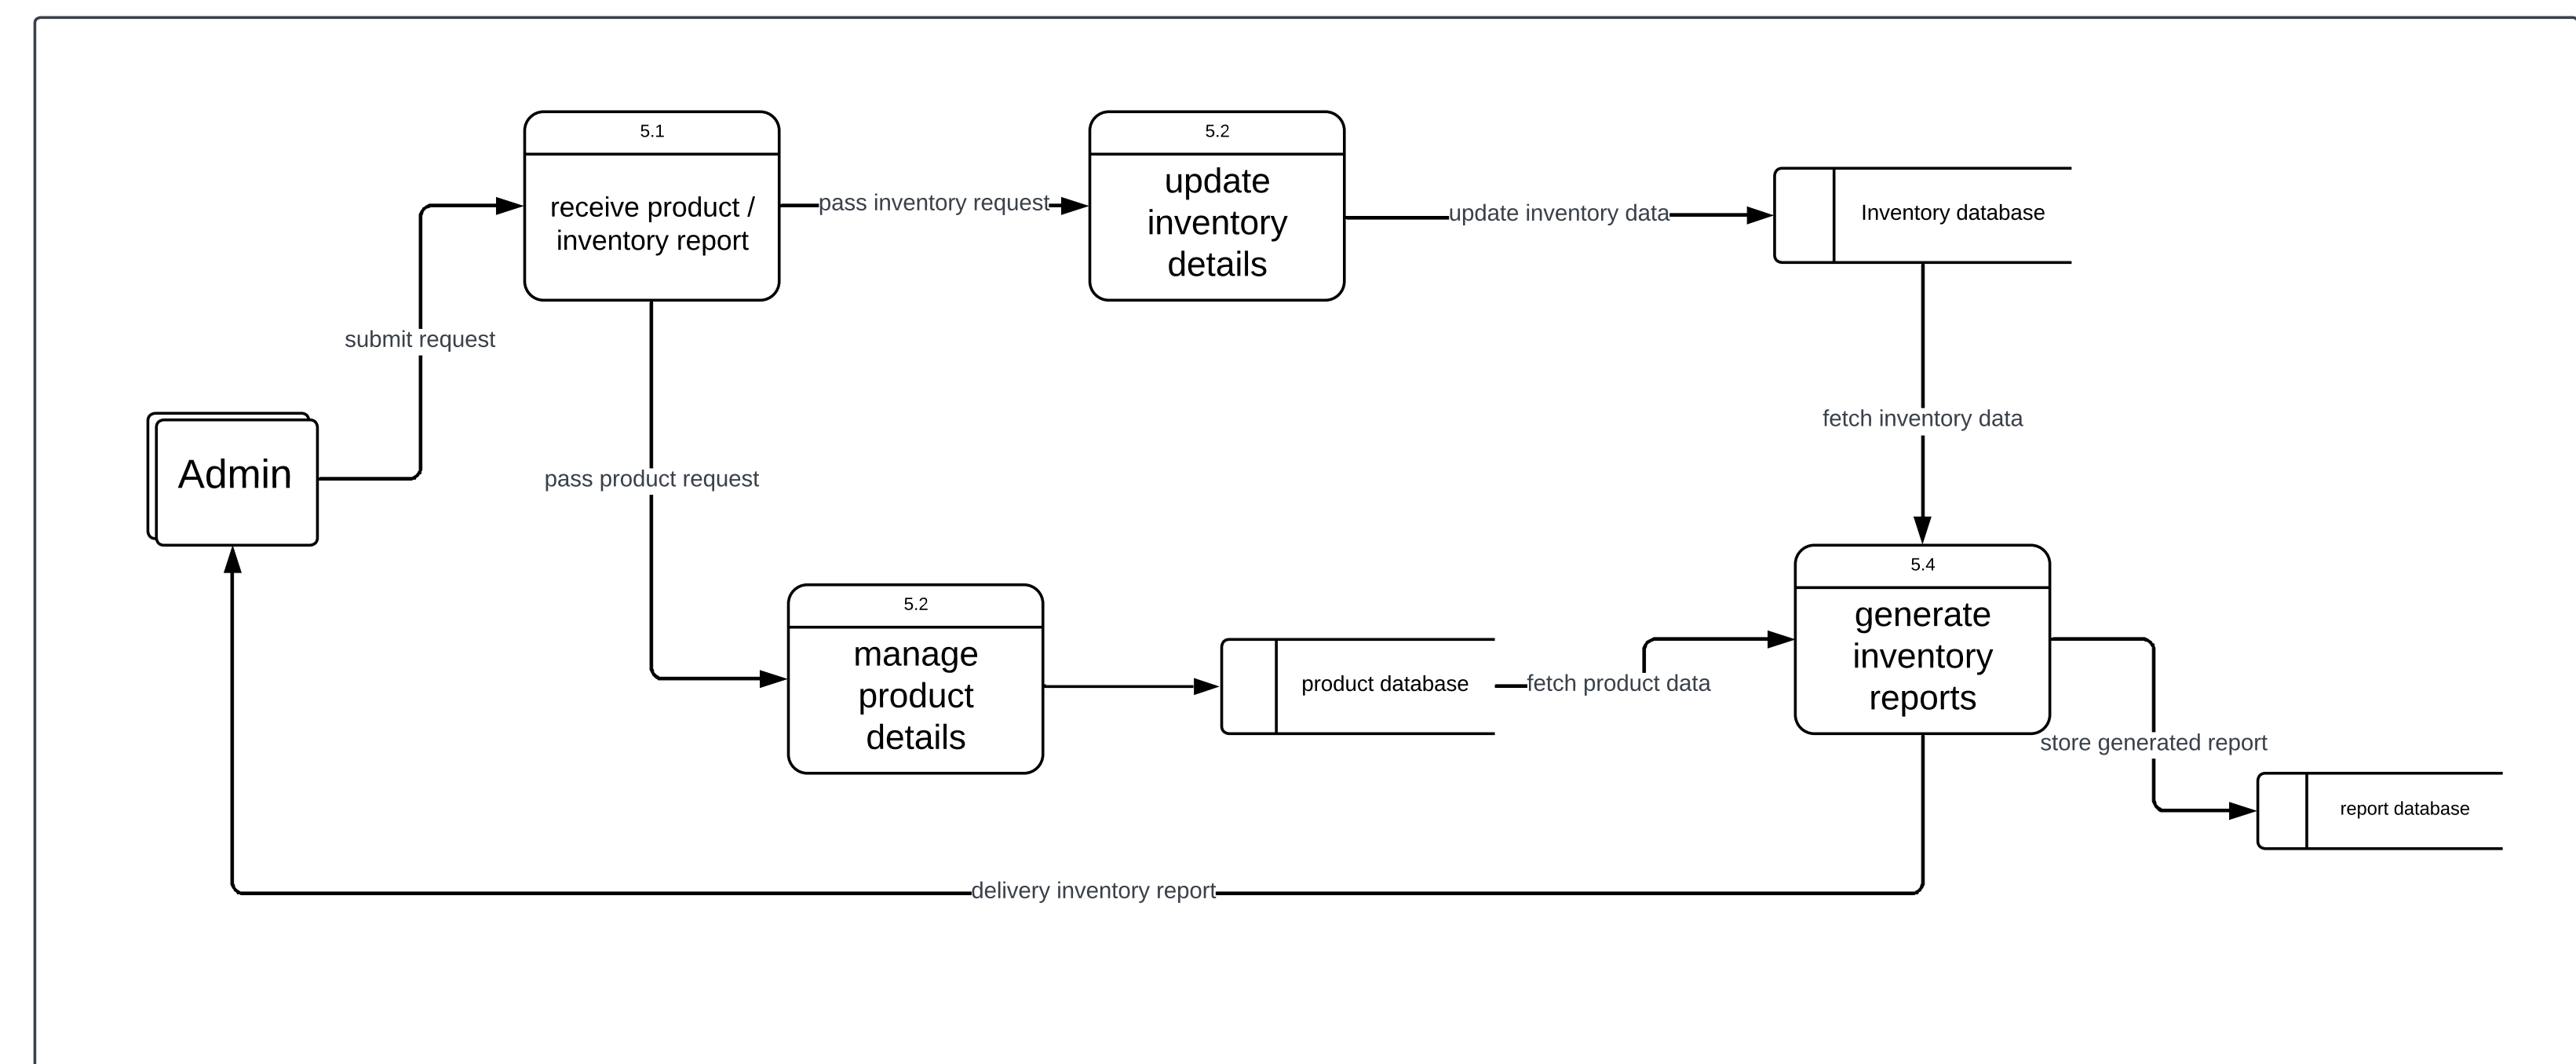 5.1
receive product /
inventory report
pass inventory request
5.2
update
inventory
details
update inventory data
Inventory database
submit request
fetch inventory data
Admin
pass product request
5.2
manage
product
details
product database
fetch product data
5.4
generate
inventory
reports
store generated report
report database
delivery inventory report